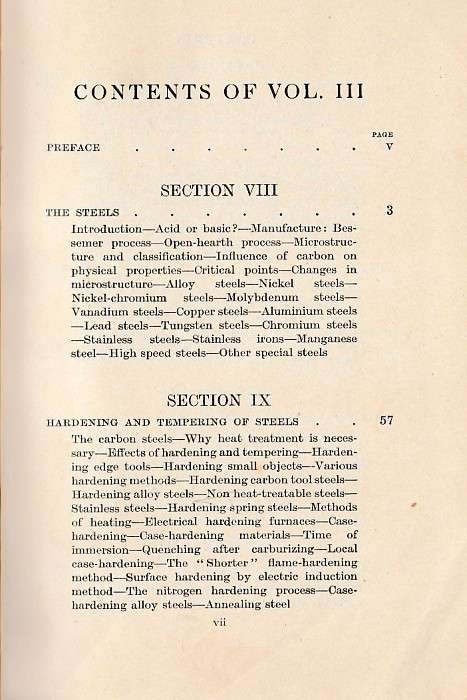 CONTENTS OF VOL. III
PAGE
PREFACE . . . . . . . V
SECTION VIII
THE STEELS . . . . . . . 3
Introduction—Acid or basic?—Manufacture: Bes-
semer process—Open-hearth process—Microstruc-
ture and classification—Influence of carbon on
physical properties—Critical points—Changes in
microstructure—Alloy steels—Nickel steels—
Nickel-chromium steels—Molybdenum steels—
Vanadium steels—Copper steels—Aluminium steels
—Lead steels—Tungsten steels—Chromium steels
—Stainless steels—Stainless irons—Manganese
steel—High speed steels—Other special steels
SECTION IX
HARDENING AND TEMPERING OF STEELS . . 57
The carbon steels—Why heat treatment is neces-
sary—Effects of hardening and tempering—Harden-
ing edge tools—Hardening small objects—Various
hardening methods—Hardening carbon tool steels—
Hardening alloy steels—Non heat-treatable steels—
Stainless steels—Hardening spring steels—Methods
of heating—Electrical hardening furnaces—Case-
hardening—Case-hardening materials—Time of
immersion—Quenching after carburizing—Local
case-hardening—The "Shorter" flame-hardening
method—Surface hardening by electric induction
method—The nitrogen hardening process—Case-
hardening alloy steels—Annealing steel
vii